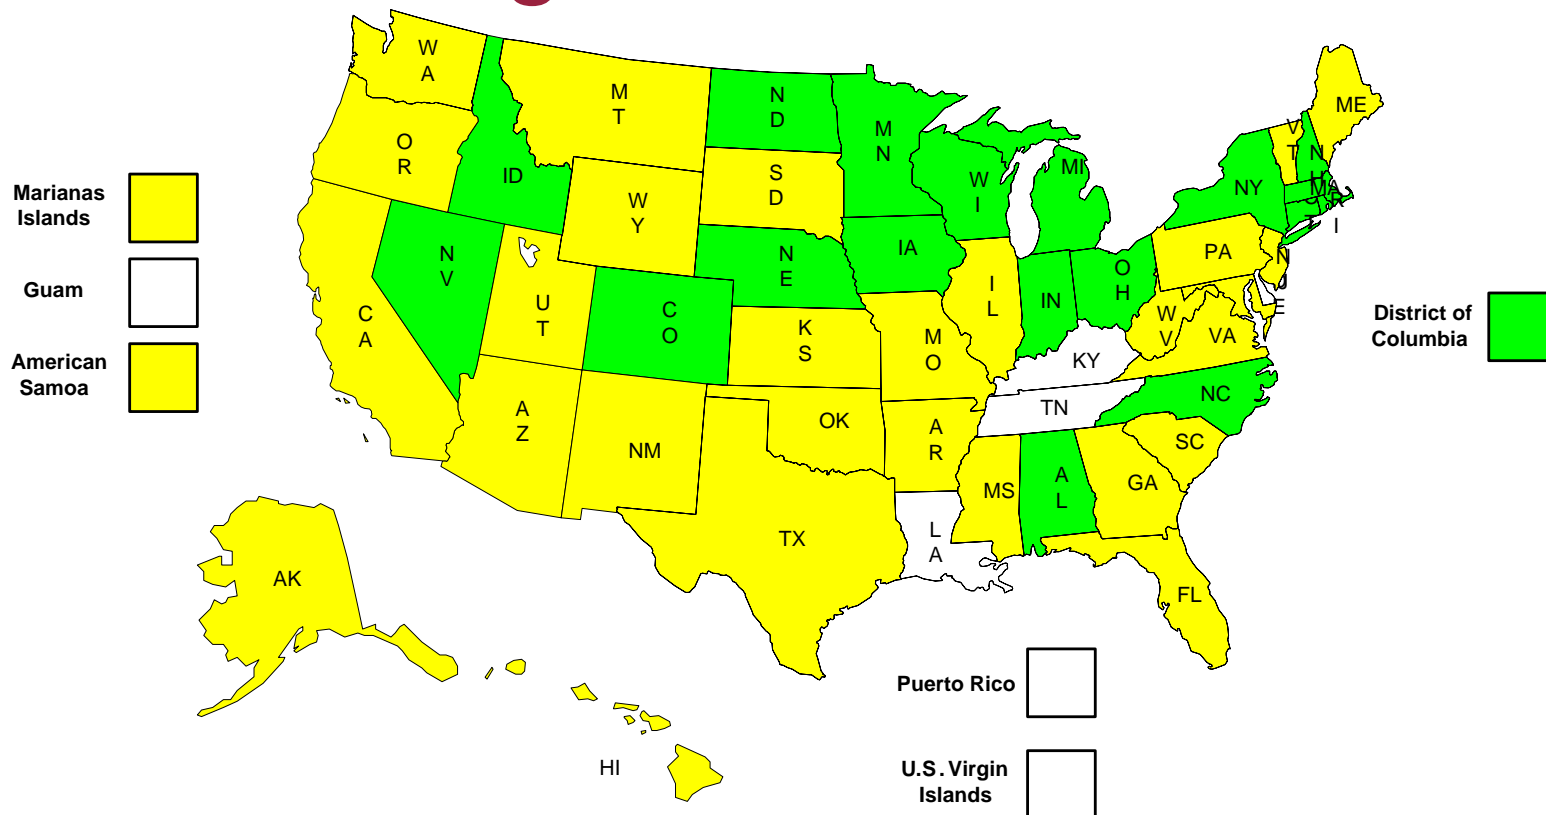 W
A
M
T
N
D
M
N
ME
V
T
N
H
O
R
ID
S
D
W
I
MI
NY
MA
R
I
Marianas
Islands
W
Y
N
V
N
E
IA
O
H
PA
N
J
Guam
U
T
C
O
I
L
IN
E
C
A
K
S
M
O
W
V
VA
District of
Columbia
KY
American
Samoa
A
Z
NM
OK
A
R
TN
NC
SC
MS
A
L
GA
TX
L
A
AK
FL
Puerto Rico
HI
U.S. Virgin
Islands